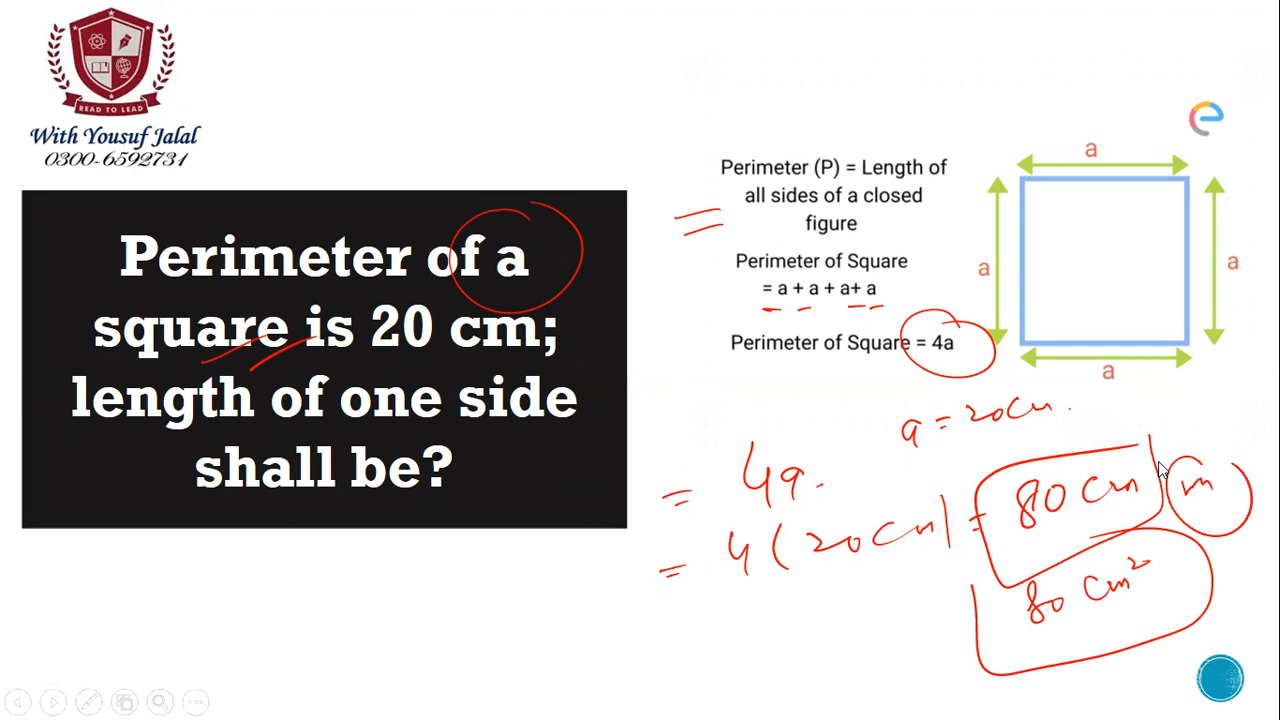 READ TO LEAD
With Yousuf Jalal
0300-6592731
Perimeter of a
square is 20 cm;
length of one side
shall be?
Perimeter (P) = Length of
all sides of a closed
figure
Perimeter of Square
= a + a + a+ a
Perimeter of Square = 4a
a
a
a
a
e
=
a = 20cm.
= 4a.
= 4(20cm) = 80 cm
m
80 cm²